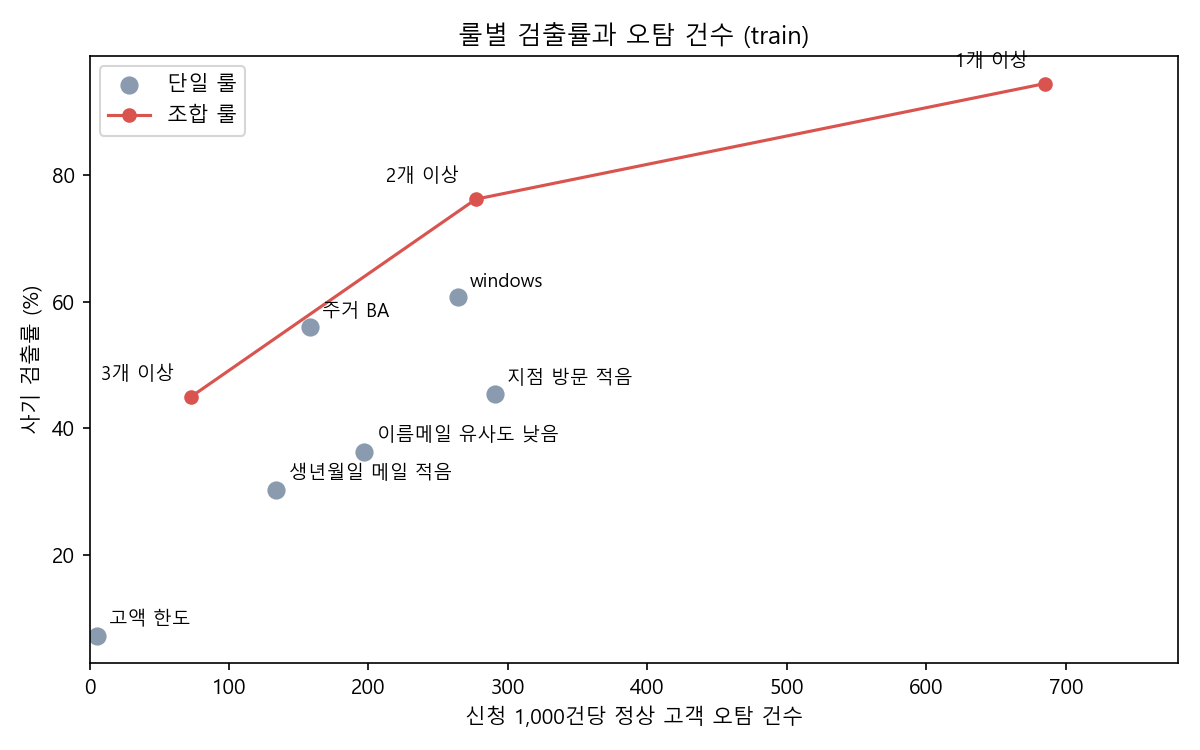 룰별 검출률과 오탐 건수 (train)
1개 이상
단일 룰
조합 룰
80
2개 이상
windows
60
주거 BA
사기 검출률 (%)
3개 이상
지점 방문 적음
40
이름메일 유사도 낮음
생년월일 메일 적음
20
고액 한도
0 100 200 300 400 500 600 700
신청 1,000건당 정상 고객 오탐 건수